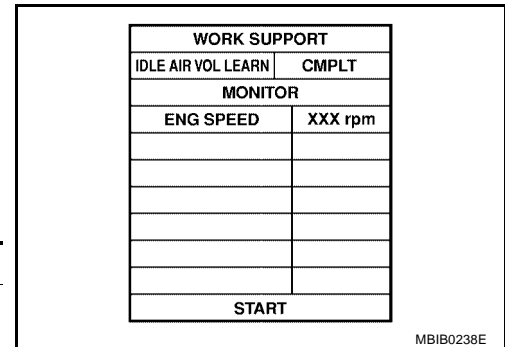 WORK SUPPORT
IDLE AIR VOL LEARN CMPLT
MONITOR
ENG SPEED XXX rpm
START
MBIB0238E